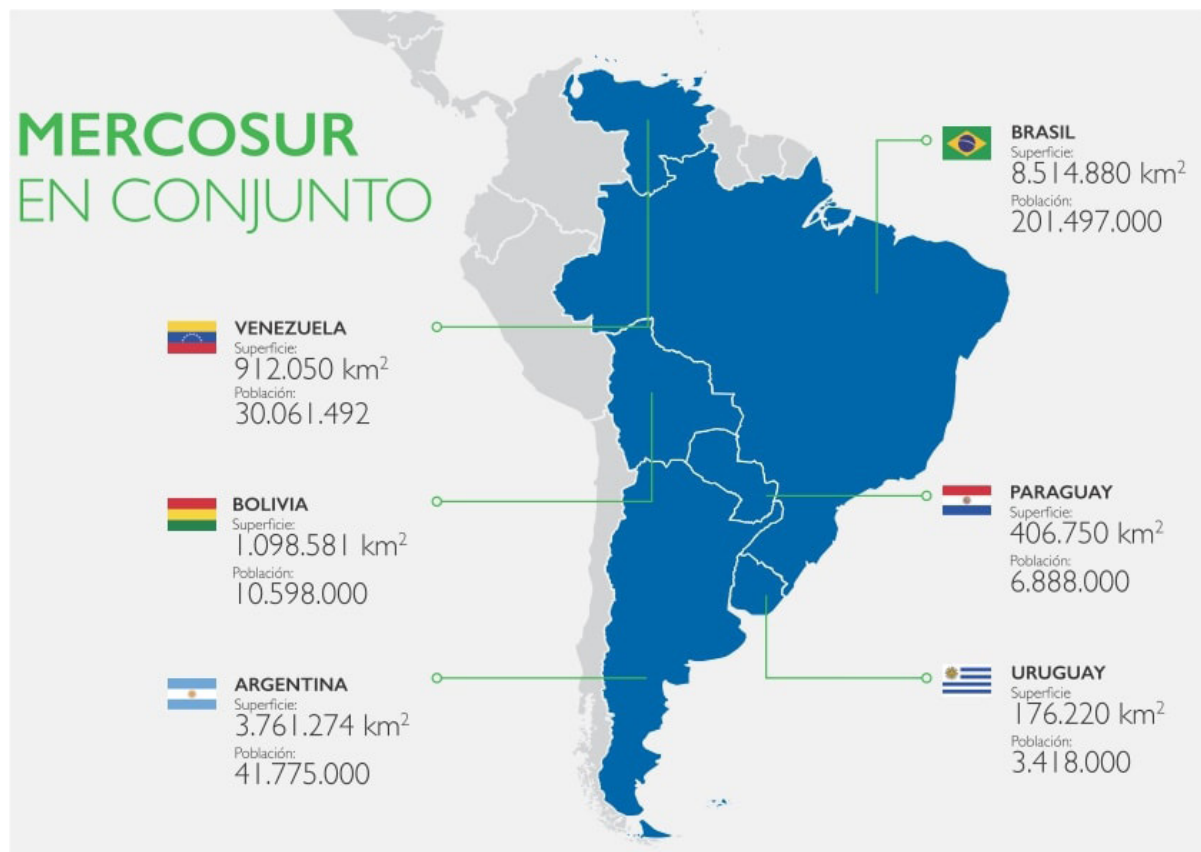 MERCOSUR
EN CONJUNTO
VENEZUELA
Superficie:
912.050 km²
Población:
30.061.492
BOLIVIA
Superficie:
1.098.581 km²
Población:
10.598.000
ARGENTINA
Superficie:
3.761.274 km²
Población:
41.775.000
BRASIL
Superficie:
8.514.880 km²
Población:
201.497.000
PARAGUAY
Superficie:
406.750 km²
Población:
6.888.000
URUGUAY
Superficie
176.220 km²
Población:
3.418.000